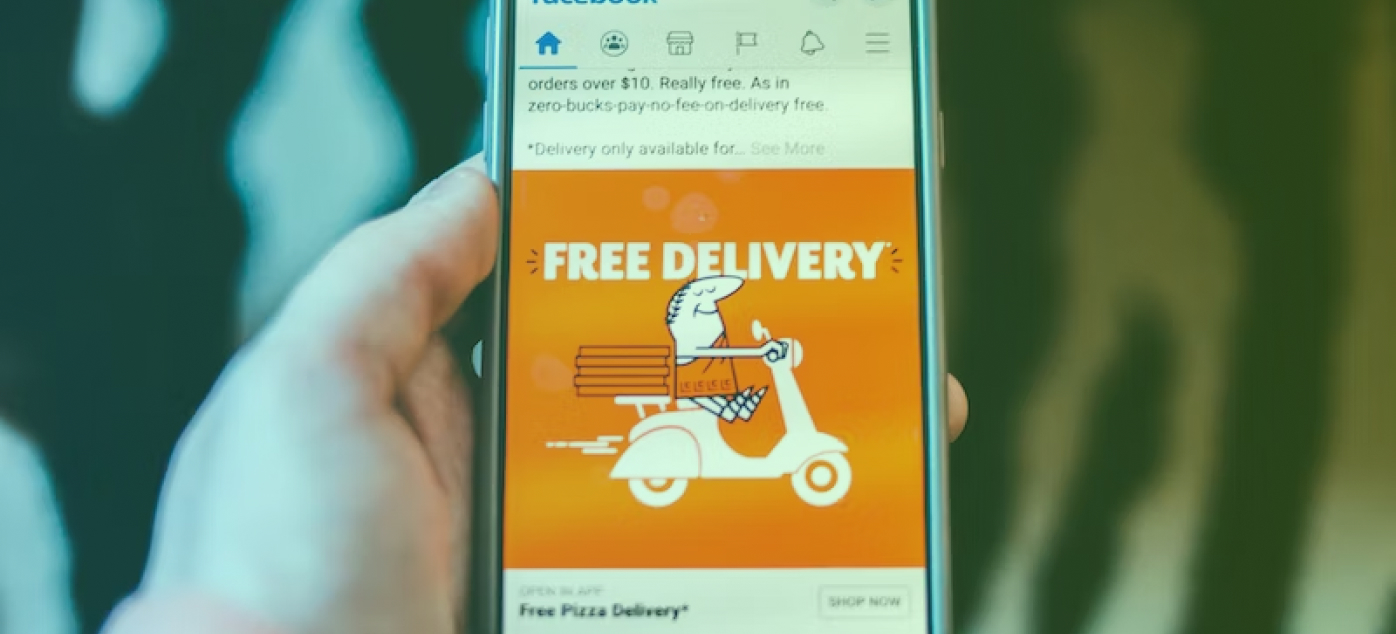 facebook
orders over $10. Really free. As in
zero-bucks-pay-no-fee-on-delivery free.
*Delivery only available for... See More
FREE DELIVERY*
OPEN IN APP
Free Pizza Delivery*
SHOP NOW